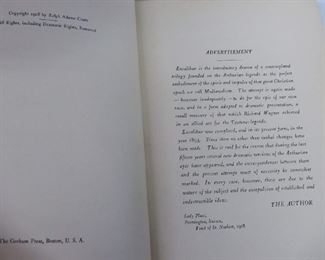 Copyright 1908 by Ralph Adams Cram
All Rights, including Dramatic Rights, Reserved
The Gorham Press, Boston, U. S. A.
ADVERTISEMENT
Excalibur is the introductory drama of a contemplated
trilogy founded on the Arthurian legends as the perfect
embodiment of the spirit and impulse of that great Christian
epoch we call Mediævalism. The attempt is again made
— however inadequately — to do for the epic of our own
race, and in a form adapted to dramatic presentation, a
small measure of that which Richard Wagner achieved
in an allied art for the Teutonic legends.
Excalibur was completed, and in its present form, in the
year 1893. Since then no other than verbal changes have
been made. This is said for the reason that during the last
fifteen years several new dramatic versions of the Arthurian
epic have appeared, and the correspondences between them
and the present attempt must of necessity be somewhat
marked. In every case, however, these are due to the
nature of the subject and the compulsion of established and
indestructible ideas.
THE AUTHOR
Lady Place,
Sunningdale,
Feast of St.
1908.